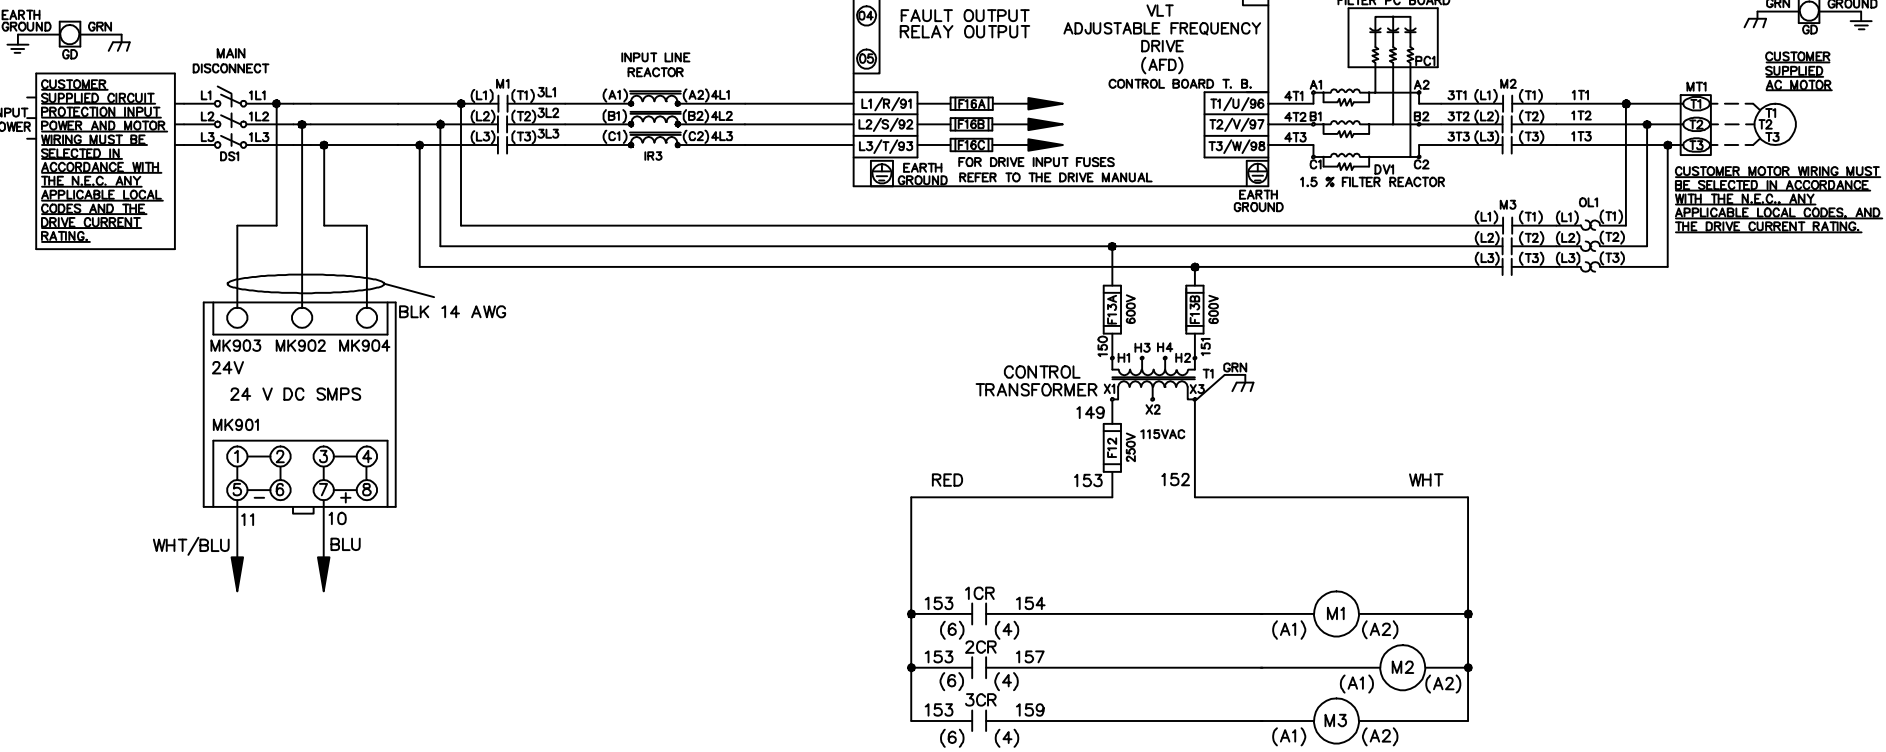 EARTH
GROUND
GRN
GD
CUSTOMER
SUPPLIED CIRCUIT
PROTECTION INPUT
POWER AND MOTOR
WIRING MUST BE
SELECTED IN
ACCORDANCE WITH
THE N.E.C. ANY
APPLICABLE LOCAL
CODES AND THE
DRIVE CURRENT
RATING.
MAIN
DISCONNECT
L1 1L1
L2 1L2
L3 1L3
DS1
M1
(L1) (T1) 3L1
(L2) (T2) 3L2
(L3) (T3) 3L3
INPUT LINE
REACTOR
(A1) (A2) 4L1
(B1) (B2) 4L2
(C1) (C2) 4L3
IR3
04
05
FAULT OUTPUT
RELAY OUTPUT
VLT
ADJUSTABLE FREQUENCY
DRIVE
(AFD)
CONTROL BOARD T. B.
L1/R/91 F16A
L2/S/92 F16B
L3/T/93 F16C
EARTH
GROUND
FOR DRIVE INPUT FUSES
REFER TO THE DRIVE MANUAL
T1/U/96
T2/V/97
T3/W/98
EARTH
GROUND
FILTER PC BOARD
PC1
4T1 A1 A2
4T2 B1 B2
4T3 C1 C2
DV1
1.5 % FILTER REACTOR
M2
3T1 (L1) (T1) 1T1
3T2 (L2) (T2) 1T2
3T3 (L3) (T3) 1T3
GRN
GROUND
GD
CUSTOMER
SUPPLIED
AC MOTOR
MT1
T1
T2
T3
T1
T2
T3
CUSTOMER MOTOR WIRING MUST
BE SELECTED IN ACCORDANCE
WITH THE N.E.C., ANY
APPLICABLE LOCAL CODES, AND
THE DRIVE CURRENT RATING.
M3 OL1
(L1) (T1) (L1) (T1)
(L2) (T2) (L2) (T2)
(L3) (T3) (L3) (T3)
BLK 14 AWG
MK903 MK902 MK904
24V
24 V DC SMPS
MK901
1 2 3 4
5 – 6 7 + 8
11 10
WHT/BLU BLU
F13A 600V
F13B 600V
150 151
H1 H3 H4 H2
CONTROL
TRANSFORMER
T1
GRN
X1 X2 X3
149
115VAC
F12 250V
153 152
RED WHT
1CR
153 154 M1
(6) (4) (A1) (A2)
2CR
153 157 M2
(6) (4) (A1) (A2)
3CR
153 159 M3
(6) (4) (A1) (A2)